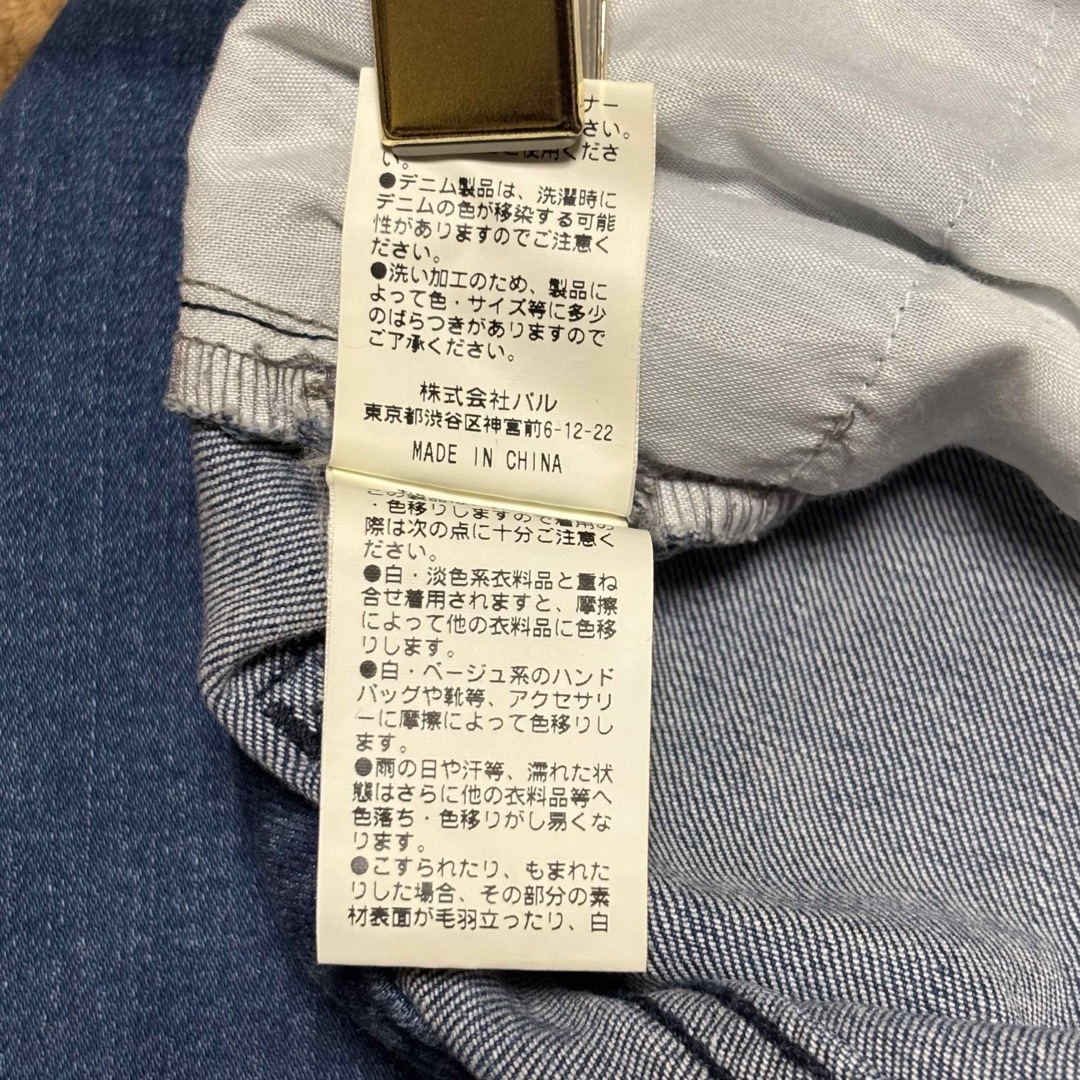 ナー
さい。
ご使用くださ
い。
●デニム製品は、洗濯時に
デニムの色が移染する可能
性がありますのでご注意く
ださい。
●洗い加工のため、製品に
よって色・サイズ等に多少
のばらつきがありますので
ご了承ください。
株式会社パル
東京都渋谷区神宮前6-12-22
MADE IN CHINA
この製品は
・色移りしますので着用の
際は次の点に十分ご注意く
ださい。
●白・淡色系衣料品と重ね
合せ着用されますと、摩擦
によって他の衣料品に色移
りします。
●白・ベージュ系のハンド
バッグや靴等、アクセサリ
ーに摩擦によって色移りし
ます。
●雨の日や汗等、濡れた状
態はさらに他の衣料品等へ
色落ち・色移りがし易くな
ります。
●こすられたり、もまれた
りした場合、その部分の素
材表面が毛羽立ったり、白